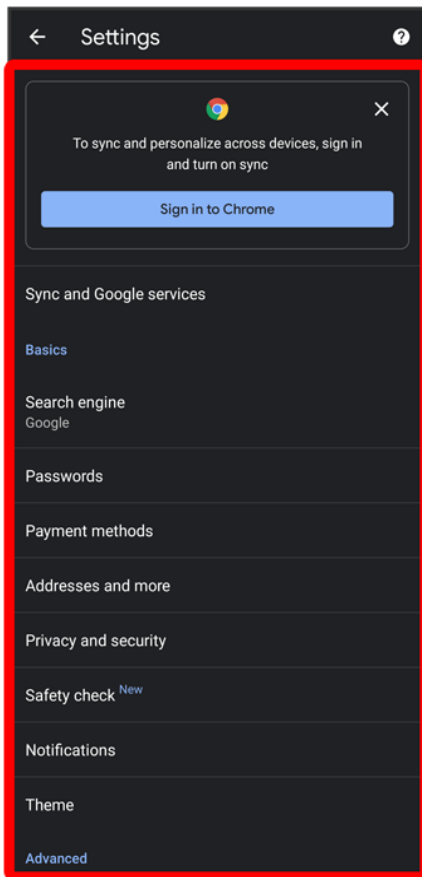 Settings
To sync and personalize across devices, sign in
and turn on sync
Sign in to Chrome
Sync and Google services
Basics
Search engine
Google
Passwords
Payment methods
Addresses and more
Privacy and security
Safety check New
Notifications
Theme
Advanced